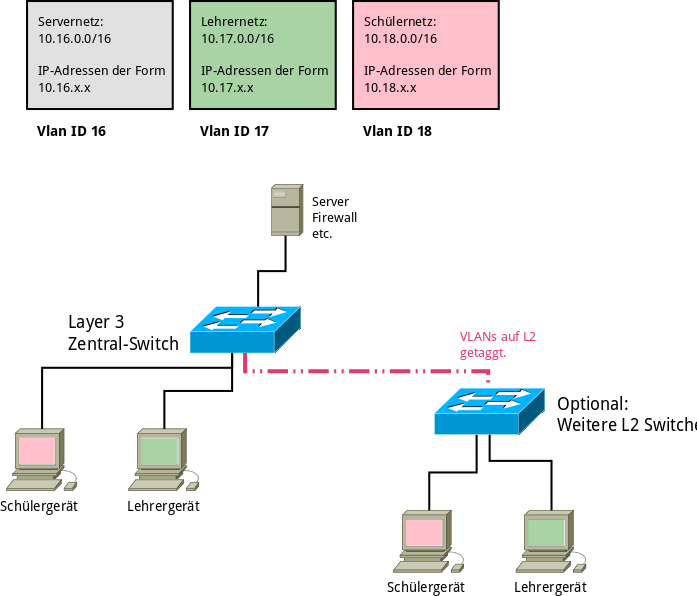 Servernetz:
10.16.0.0/16
IP-Adressen der Form
10.16.x.x
Vlan ID 16
Lehrernetz:
10.17.0.0/16
IP-Adressen der Form
10.17.x.x
Vlan ID 17
Schülernetz:
10.18.0.0/16
IP-Adressen der Form
10.18.x.x
Vlan ID 18
Server
Firewall
etc.
Layer 3
Zentral-Switch
VLANs auf L2
getaggt.
Optional:
Weitere L2 Switche
Schülergerät
Lehrergerät
Schülergerät
Lehrergerät